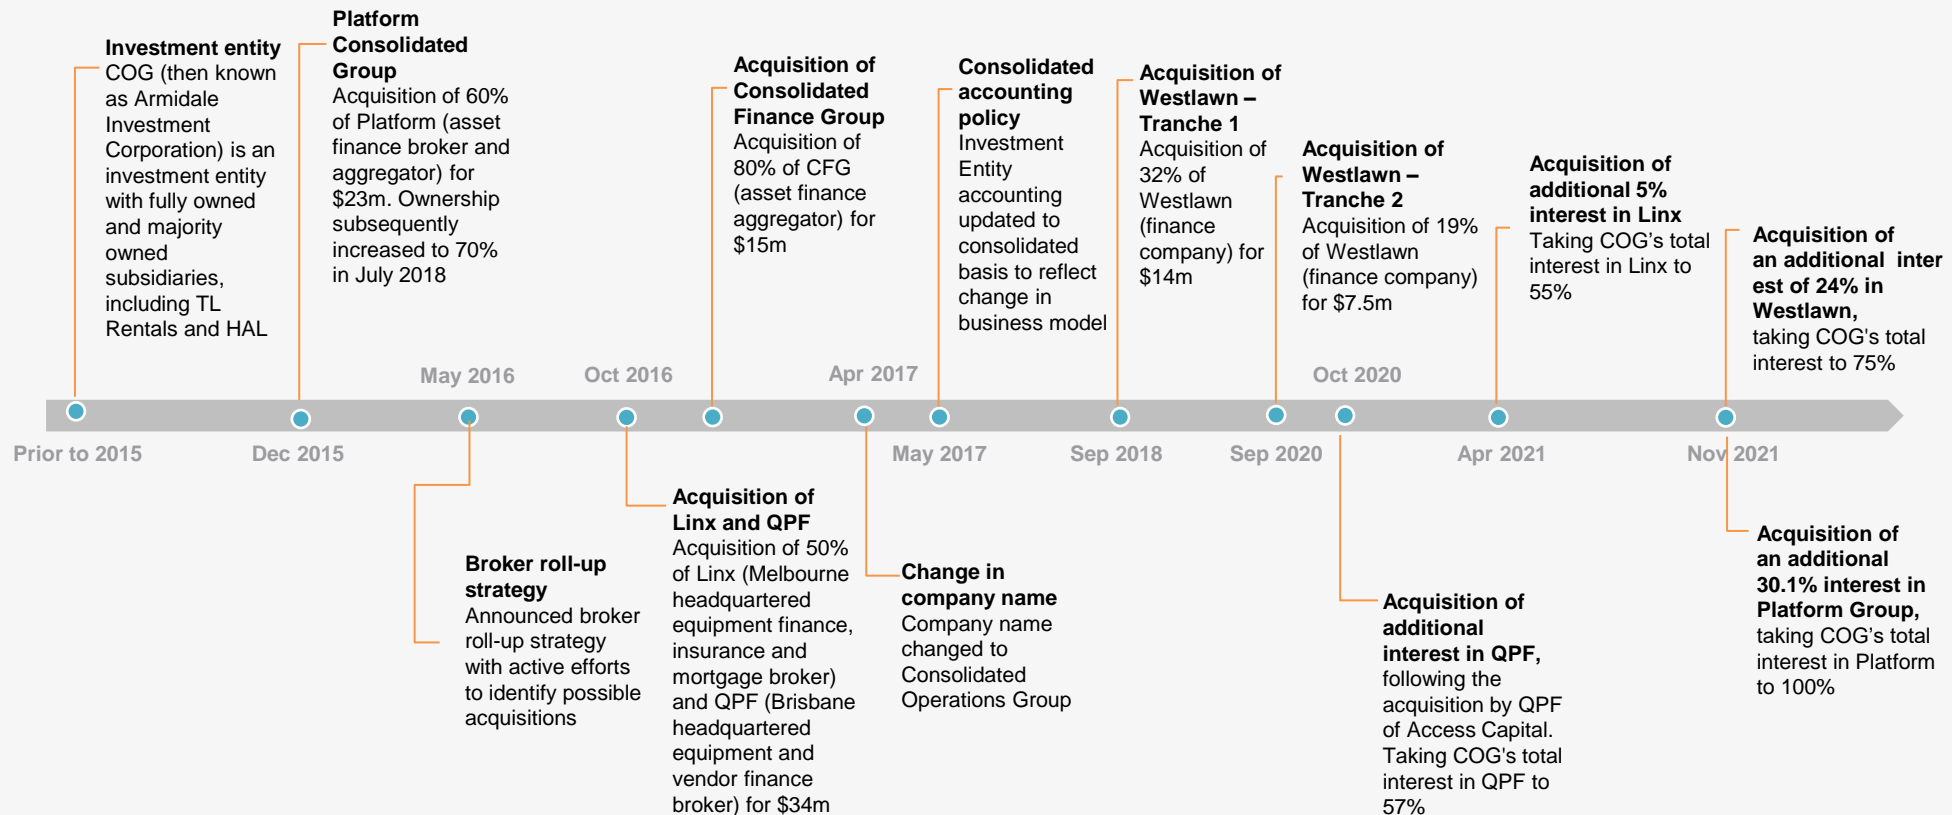 Investment entity
COG (then known
as Armidale
Investment
Corporation) is an
investment entity
with fully owned
and majority
owned
subsidiaries,
including TL
Rentals and HAL
Platform
Consolidated
Group
Acquisition of 60%
of Platform (asset
finance broker and
aggregator) for
$23m. Ownership
subsequently
increased to 70%
in July 2018
Acquisition of
Consolidated
Finance Group
Acquisition of
80% of CFG
(asset finance
aggregator) for
$15m
Consolidated
accounting
policy
Investment
Entity
accounting
updated to
consolidated
basis to reflect
change in
business model
Acquisition of
Westlawn –
Tranche 1
Acquisition of
32% of
Westlawn
(finance
company) for
$14m
Acquisition of
Westlawn –
Tranche 2
Acquisition of 19%
of Westlawn
(finance company)
for $7.5m
Acquisition of
additional 5%
interest in Linx
Taking COG’s total
interest in Linx to
55%
Acquisition of
an additional  inter
est of 24% in
Westlawn,
taking COG's total
interest to 75%
May 2016
Oct 2016
Apr 2017
Oct 2020
Prior to 2015
Dec 2015
May 2017
Sep 2018
Sep 2020
Apr 2021
Nov 2021
Broker roll-up
strategy
Announced broker
roll-up strategy
with active efforts
to identify possible
acquisitions
Acquisition of
Linx and QPF
Acquisition of 50%
of Linx (Melbourne
headquartered
equipment finance,
insurance and
mortgage broker)
and QPF (Brisbane
headquartered
equipment and
vendor finance
broker) for $34m
Change in
company name
Company name
changed to
Consolidated
Operations Group
Acquisition of
additional
interest in QPF,
following the
acquisition by QPF
of Access Capital.
Taking COG's total
interest in QPF to
57%
Acquisition of
an additional
30.1% interest in
Platform Group,
taking COG’s total
interest in Platform
to 100%